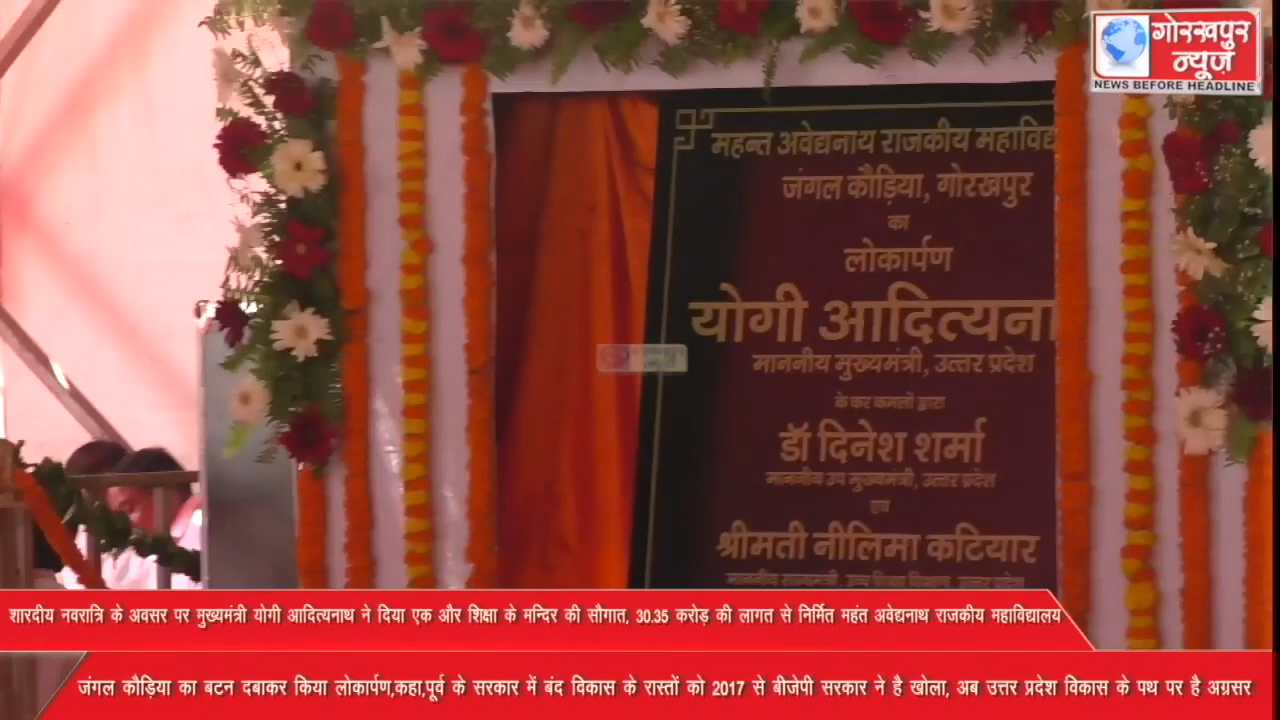 गोरखपुर
न्यूज़
NEWS BEFORE HEADLINE
महन्त अवेद्यनाथ राजकीय महाविद्य
जंगल कौड़िया, गोरखपुर
का
लोकार्पण
योगी आदित्यना
माननीय मुख्यमंत्री, उत्तर प्रदेश
के कर कमलों द्वारा
डॉ दिनेश शर्मा
माननीय उप मुख्यमंत्री, उत्तर प्रदेश
एवं
श्रीमती नीलिमा कटियार
शारदीय नवरात्रि के अवसर पर मुख्यमंत्री योगी आदित्यनाथ ने दिया एक और शिक्षा के मन्दिर की सौगात, 30.35 करोड़ की लागत से निर्मित महंत अवेद्यनाथ राजकीय महाविद्यालय
जंगल कौड़िया का बटन दबाकर किया लोकार्पण,कहा,पूर्व के सरकार में बंद विकास के रास्तों को 2017 से बीजेपी सरकार ने है खोला, अब उत्तर प्रदेश विकास के पथ पर है अग्रसर